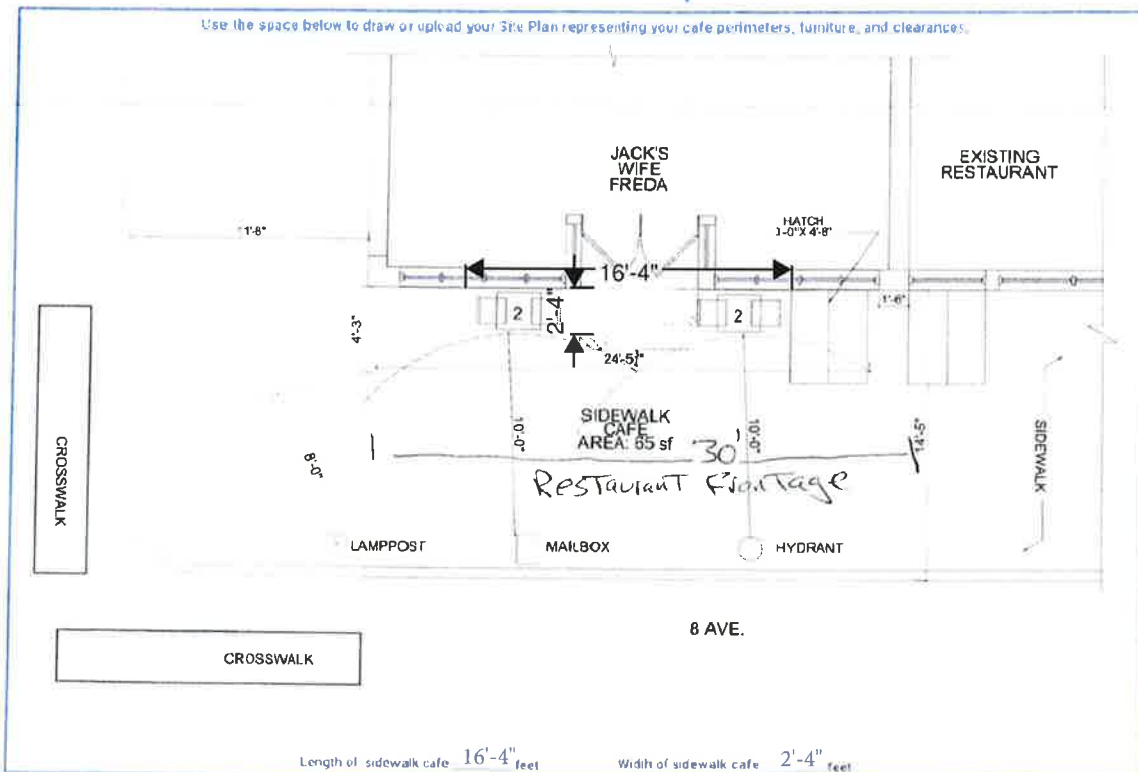 Use the space below to draw or upload your Site Plan representing your cafe perimeters, furniture, and clearances.
JACK'S
WIFE
FREDA
EXISTING
RESTAURANT
HATCH
1'-8"
16'-4"
2
2'-4"
2
1'-6"
4'-3"
24'-5½"
SIDEWALK
CAFE
AREA: 65 sf
10'-0"
10'-0"
14'-5"
30'
Restaurant Frontage
SIDEWALK
CROSSWALK
8'-0"
LAMPPOST
MAILBOX
HYDRANT
8 AVE.
CROSSWALK
Length of sidewalk cafe 16'-4" feet
Width of sidewalk cafe 2'-4" feet